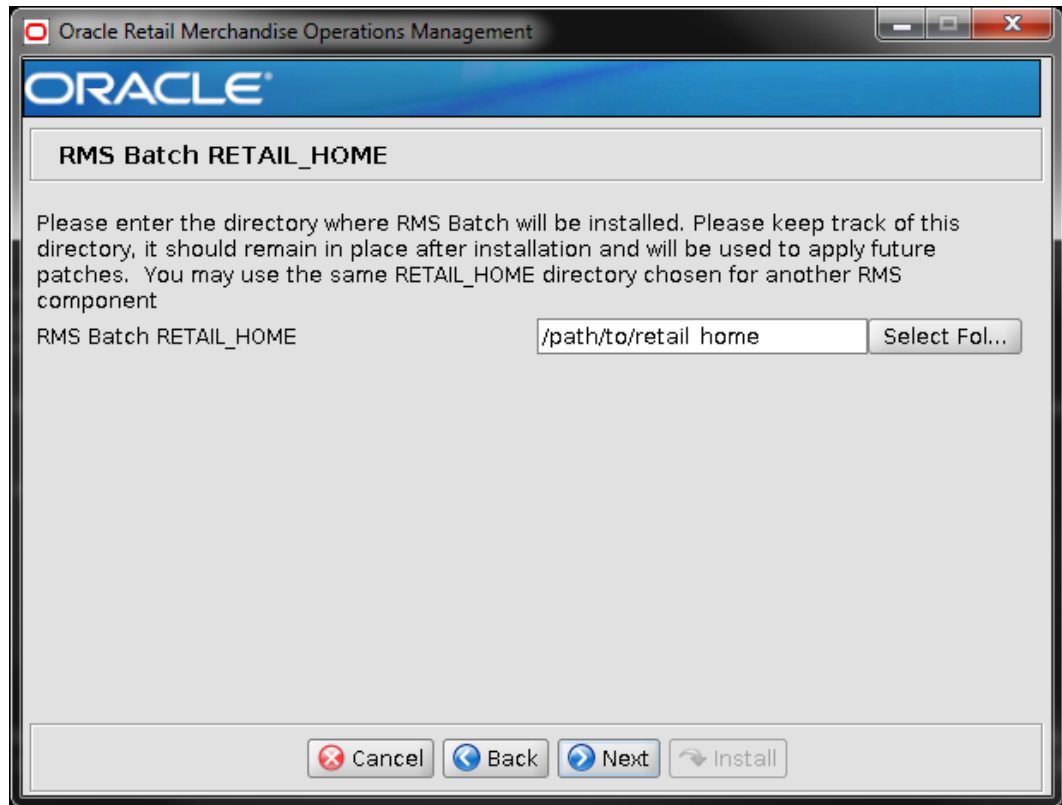 Oracle Retail Merchandise Operations Management
ORACLE®
RMS Batch RETAIL_HOME
Please enter the directory where RMS Batch will be installed. Please keep track of this
directory, it should remain in place after installation and will be used to apply future
patches.  You may use the same RETAIL_HOME directory chosen for another RMS
component
RMS Batch RETAIL_HOME /path/to/retail home Select Fol...
Cancel Back Next Install